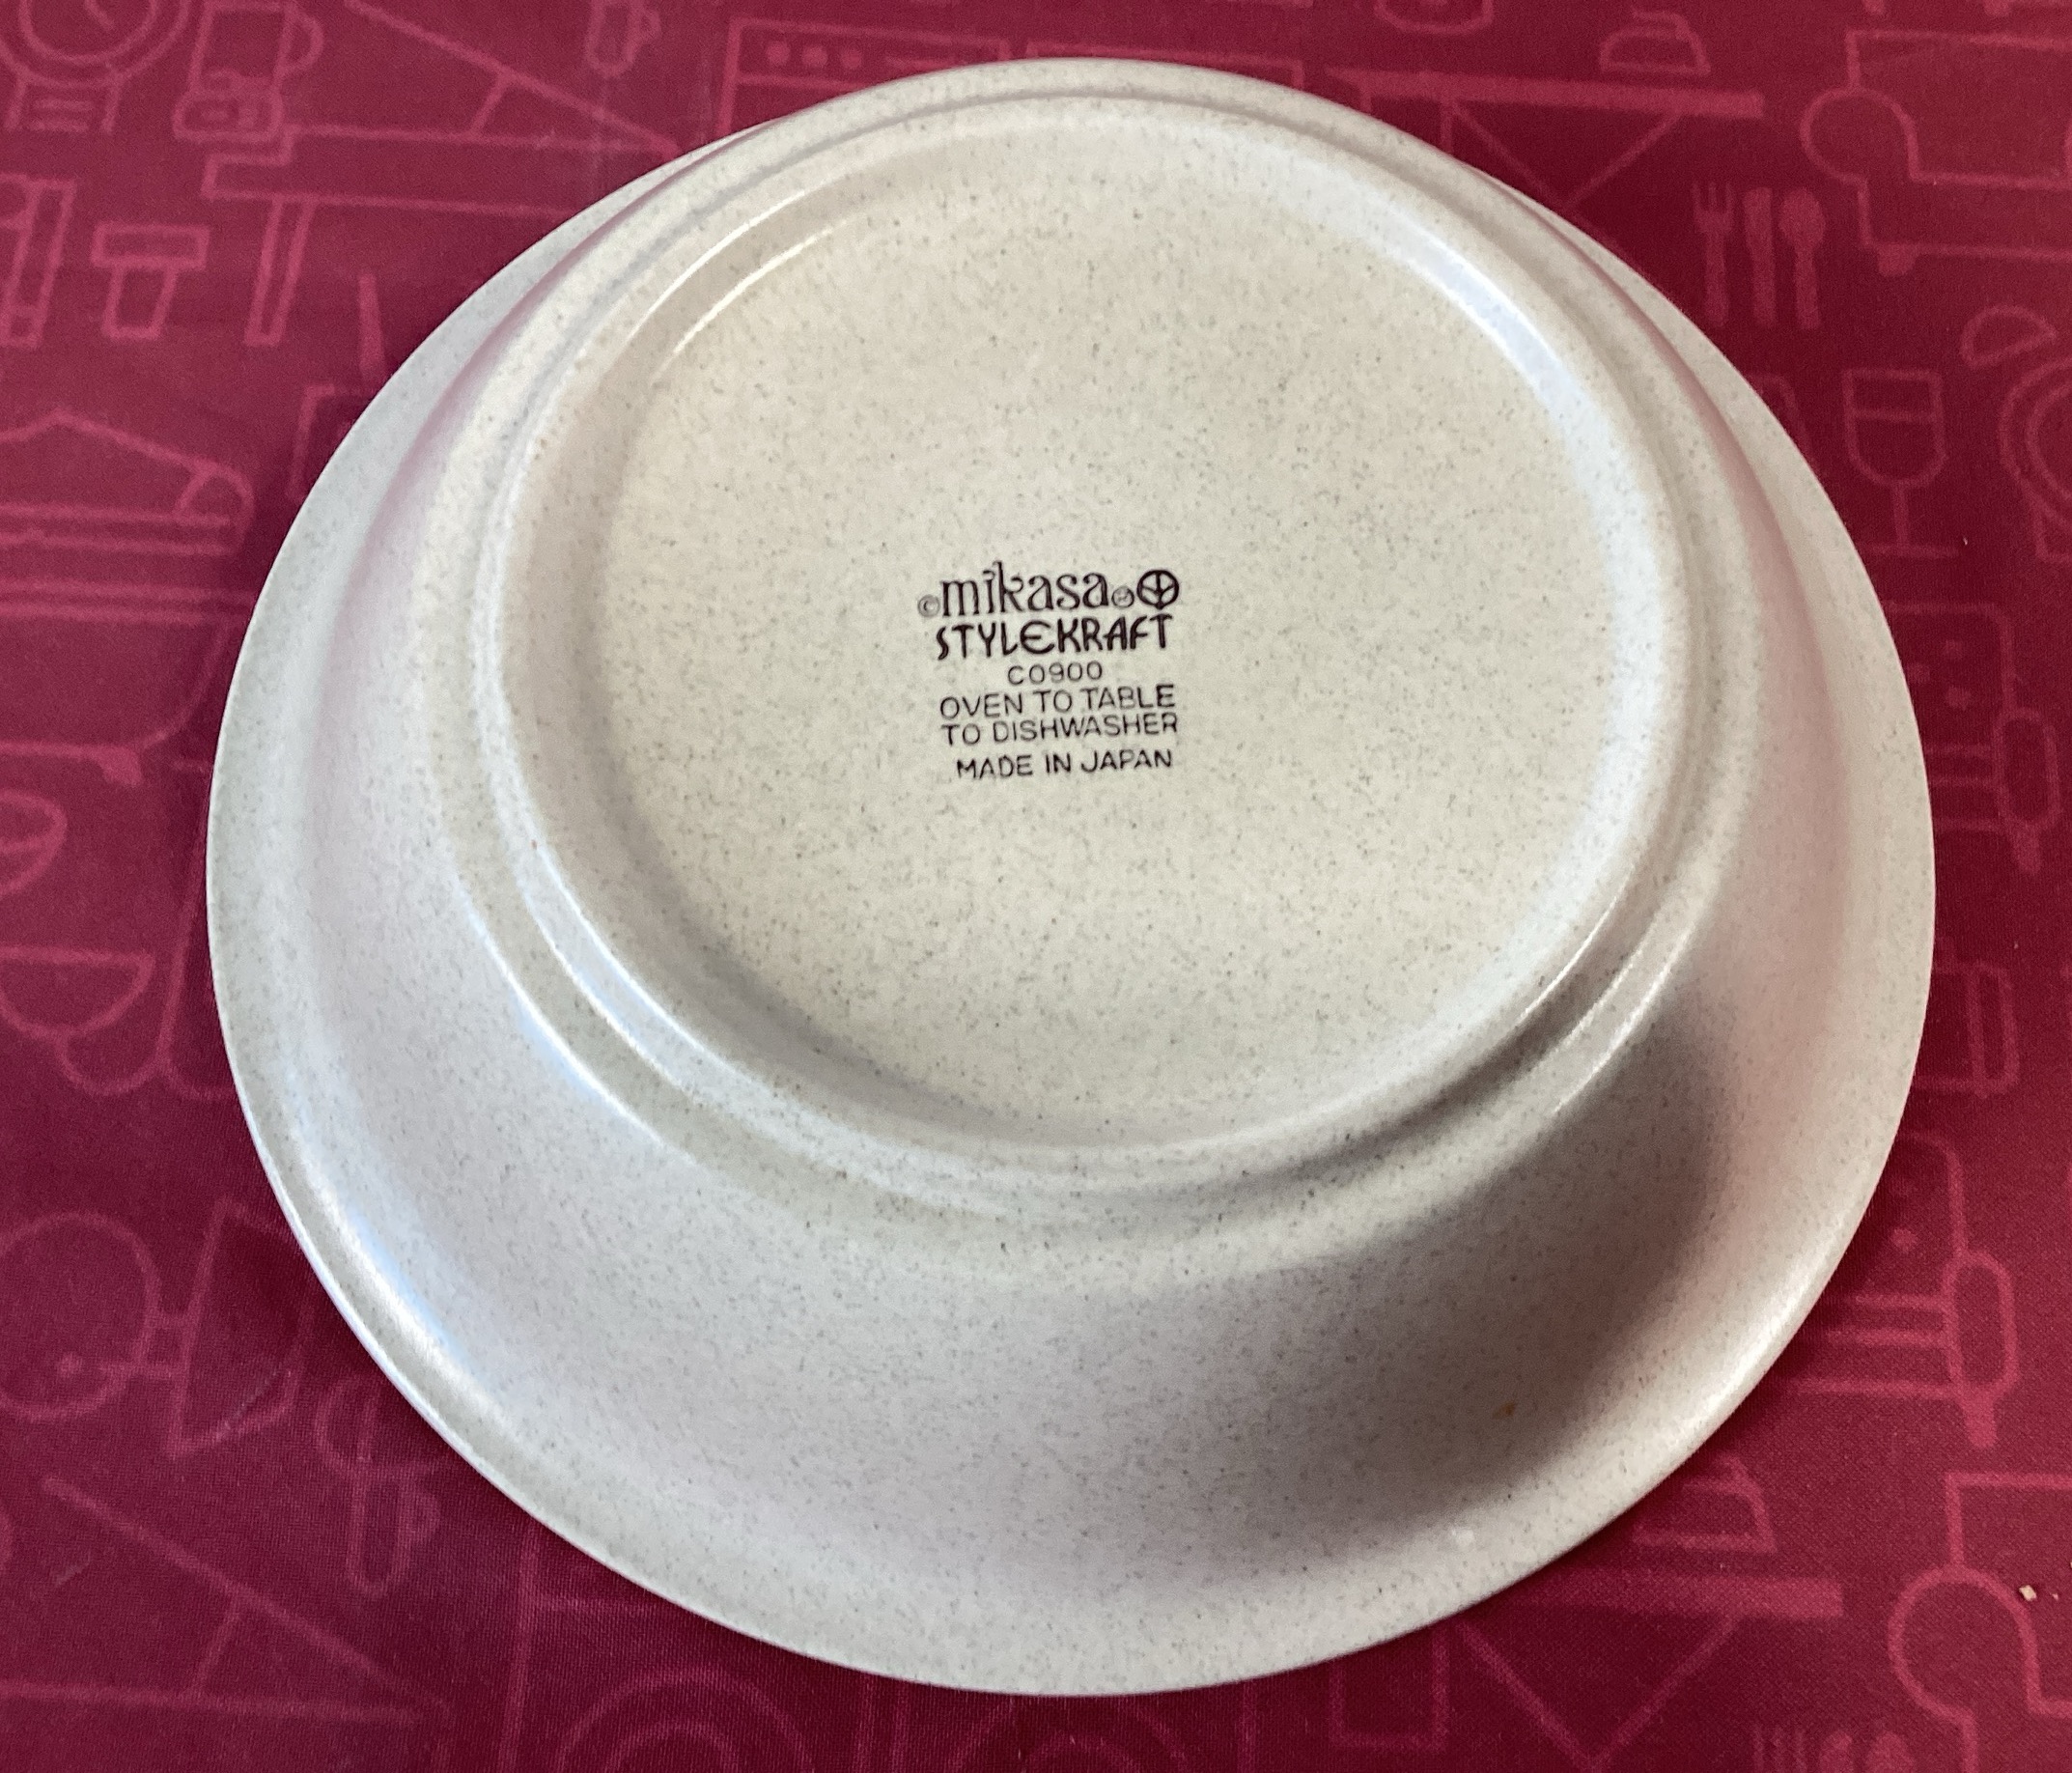 © mikasa ®
STYLEKRAFT
C0900
OVEN TO TABLE
TO DISHWASHER
MADE IN JAPAN